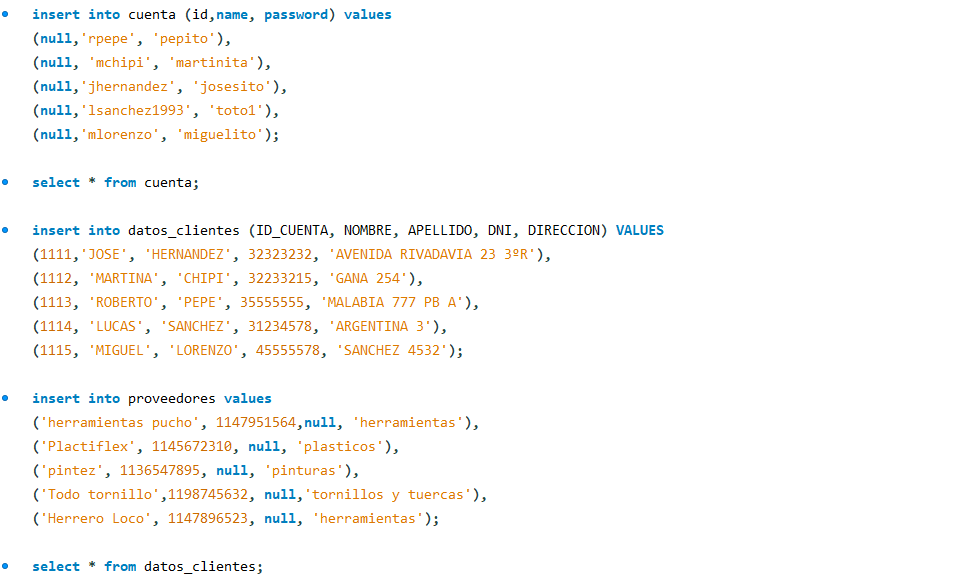 insert into cuenta (id,name, password) values
(null,'rpepe', 'pepito'),
(null, 'mchipi', 'martinita'),
(null,'jhernandez', 'josesito'),
(null,'lsanchez1993', 'toto1'),
(null,'mlorenzo', 'miguelito');
select * from cuenta;
insert into datos_clientes (ID_CUENTA, NOMBRE, APELLIDO, DNI, DIRECCION) VALUES
(1111,'JOSE', 'HERNANDEZ', 32323232, 'AVENIDA RIVADAVIA 23 3ºR'),
(1112, 'MARTINA', 'CHIPI', 32233215, 'GANA 254'),
(1113, 'ROBERTO', 'PEPE', 35555555, 'MALABIA 777 PB A'),
(1114, 'LUCAS', 'SANCHEZ', 31234578, 'ARGENTINA 3'),
(1115, 'MIGUEL', 'LORENZO', 45555578, 'SANCHEZ 4532');
insert into proveedores values
('herramientas pucho', 1147951564,null, 'herramientas'),
('Plactiflex', 1145672310, null, 'plasticos'),
('pintez', 1136547895, null, 'pinturas'),
('Todo tornillo',1198745632, null,'tornillos y tuercas'),
('Herrero Loco', 1147896523, null, 'herramientas');
select * from datos_clientes;